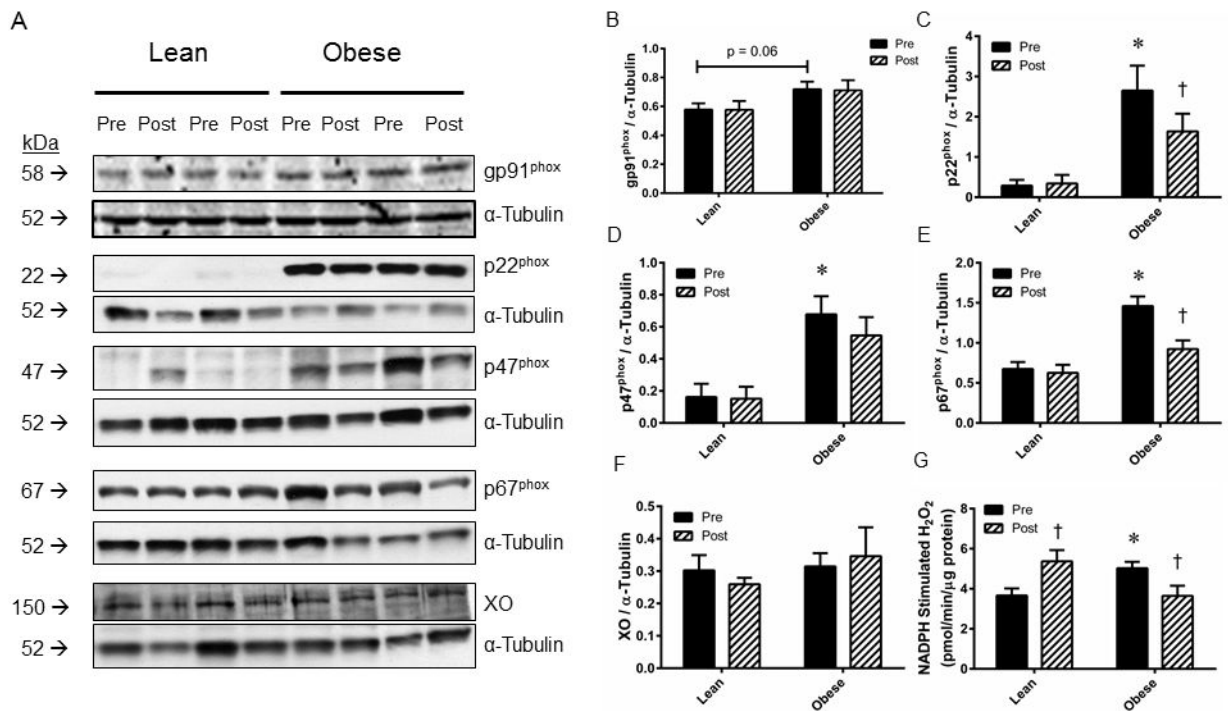 A
Lean Obese
Pre Post Pre Post Pre Post Pre Post
kDa
58 → gp91phox
52 → α-Tubulin
22 → p22phox
52 → α-Tubulin
47 → p47phox
52 → α-Tubulin
67 → p67phox
52 → α-Tubulin
150 → XO
52 → α-Tubulin
B
gp91phox / α-Tubulin
1.0
0.8
0.6
0.4
0.2
0.0
p = 0.06
Pre
Post
Lean
Obese
C
p22phox / α-Tubulin
4
3
2
1
0
Pre
Post
*
†
Lean
Obese
D
p47phox / α-Tubulin
1.0
0.8
0.6
0.4
0.2
0.0
Pre
Post
*
Lean
Obese
E
p67phox / α-Tubulin
2.0
1.5
1.0
0.5
0.0
Pre
Post
*
†
Lean
Obese
F
XO / α-Tubulin
0.5
0.4
0.3
0.2
0.1
0.0
Pre
Post
Lean
Obese
G
NADPH Stimulated H₂O₂
(pmol/min/µg protein)
8
6
4
2
0
Pre
Post
†
*
†
Lean
Obese